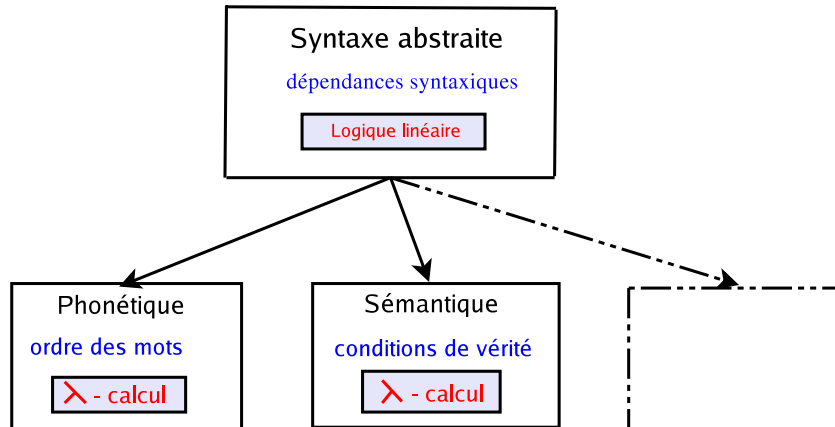 Syntaxe abstraite
dépendances syntaxiques
Logique linéaire
Phonétique
ordre des mots
λ - calcul
Sémantique
conditions de vérité
λ - calcul